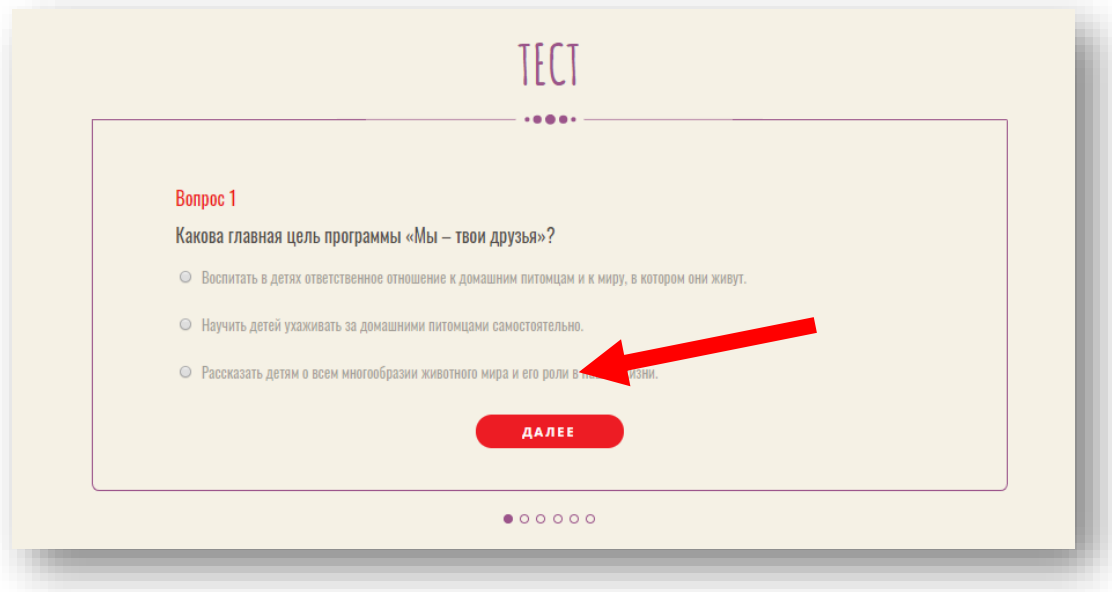 ТЕСТ
Вопрос 1
Какова главная цель программы «Мы – твои друзья»?
Воспитать в детях ответственное отношение к домашним питомцам и к миру, в котором они живут.
Научить детей ухаживать за домашними питомцами самостоятельно.
Рассказать детям о всем многообразии животного мира и его роли в
ДАЛЕЕ